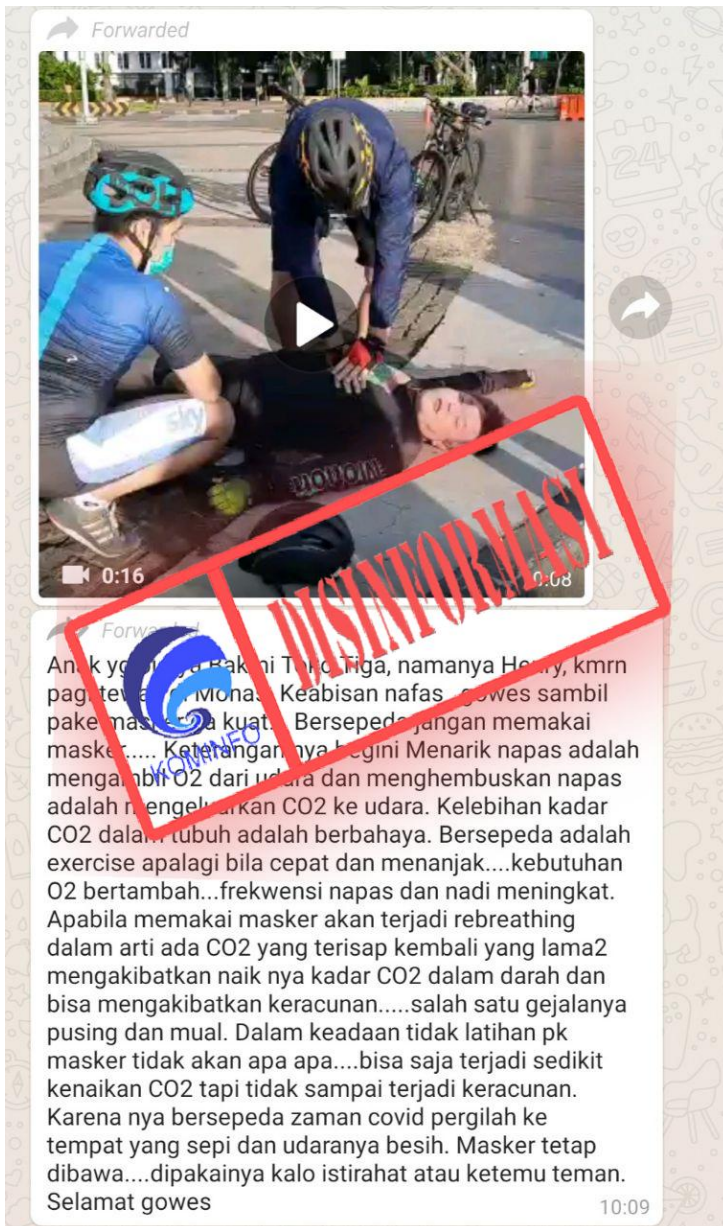 Forwarded
sky
HOUDINI
0:16
0:08
DISINFORMASI
KOMINFO
Forwarded
Anak yg punya Bakmi Toko Tiga, namanya Henry, kmrn
pagi tewas di Monas. Keabisan nafas
gowes sambil
pake masker
kuat.. Bersepeda jangan memakai
masker..... Keterangannya begini Menarik napas adalah
mengambil O2 dari udara dan menghembuskan napas
adalah mengeluarkan CO2 ke udara. Kelebihan kadar
CO2 dalam tubuh adalah berbahaya. Bersepeda adalah
exercise apalagi bila cepat dan menanjak....kebutuhan
O2 bertambah...frekwensi napas dan nadi meningkat.
Apabila memakai masker akan terjadi rebreathing
dalam arti ada CO2 yang terisap kembali yang lama2
mengakibatkan naik nya kadar CO2 dalam darah dan
bisa mengakibatkan keracunan.....salah satu gejalanya
pusing dan mual. Dalam keadaan tidak latihan pk
masker tidak akan apa apa....bisa saja terjadi sedikit
kenaikan CO2 tapi tidak sampai terjadi keracunan.
Karena nya bersepeda zaman covid pergilah ke
tempat yang sepi dan udaranya besih. Masker tetap
dibawa....dipakainya kalo istirahat atau ketemu teman.
Selamat gowes
10:09